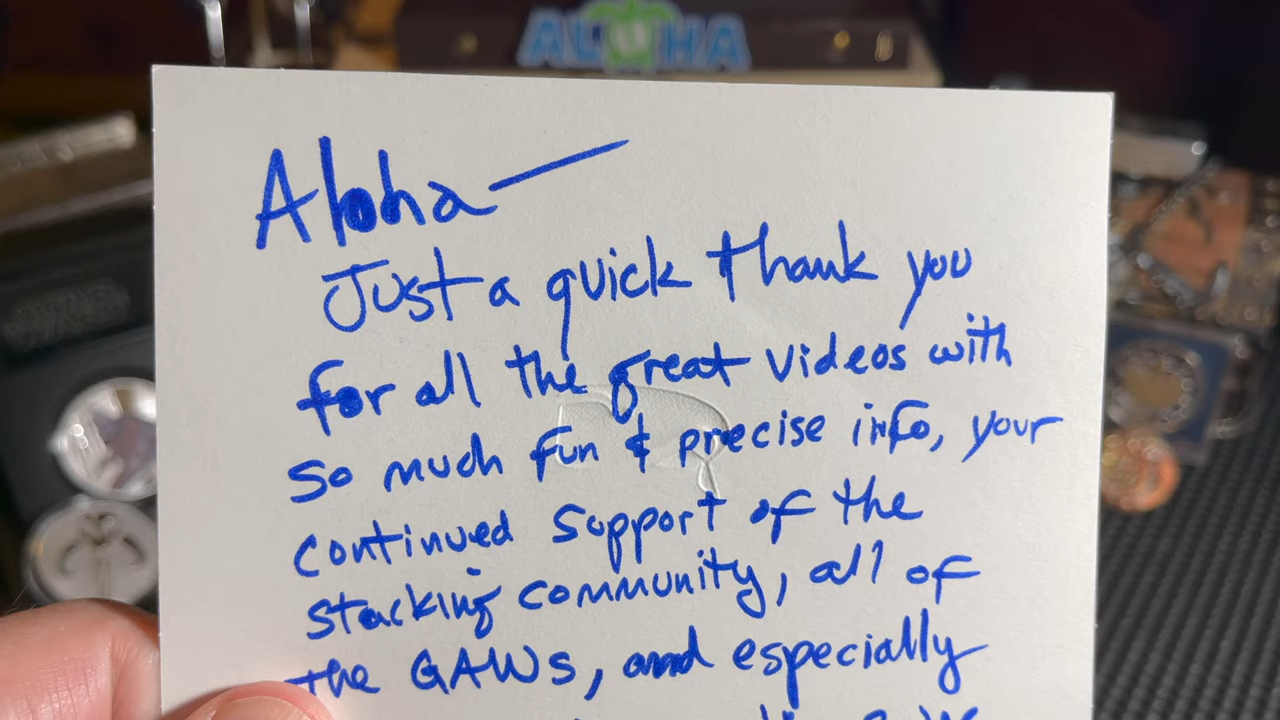 ALOHA
Aloha—
Just a quick thank you
for all the great videos with
so much fun & precise info, your
continued support of the
stacking community, all of
the GAWs, and especially